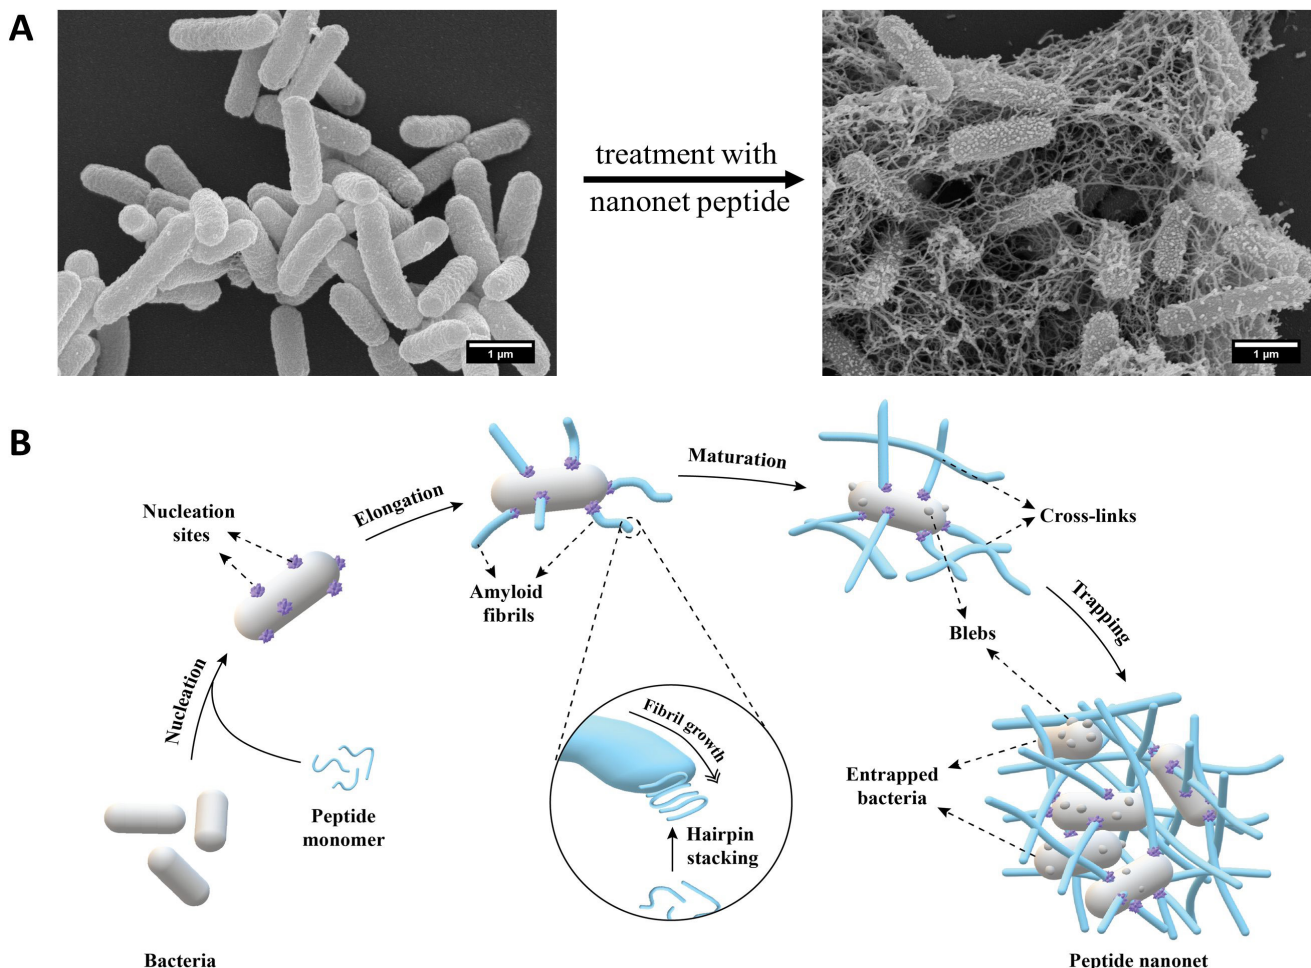 A
treatment with
nanonet peptide
1 µm
1 µm
B
Nucleation
sites
Elongation
Amyloid
fibrils
Maturation
Cross-links
Blebs
Trapping
Nucleation
Peptide
monomer
Fibril growth
Hairpin
stacking
Entrapped
bacteria
Bacteria
Peptide nanonet